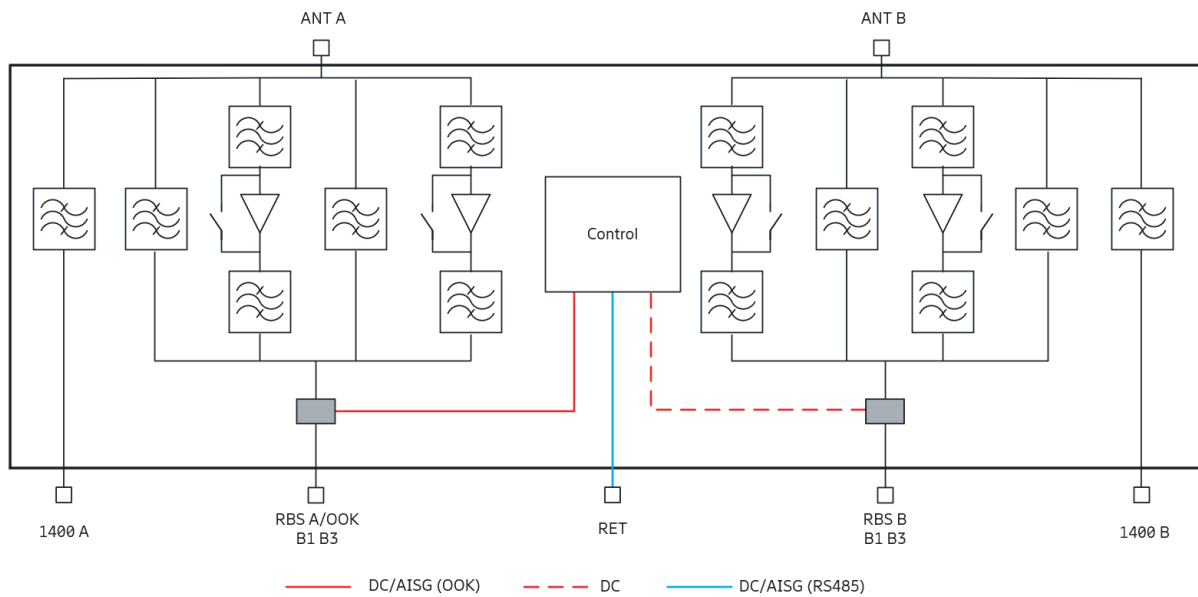 ANT A
ANT B
Control
1400 A
RBS A/OOK
B1 B3
RET
RBS B
B1 B3
1400 B
DC/AISG (OOK)
DC
DC/AISG (RS485)